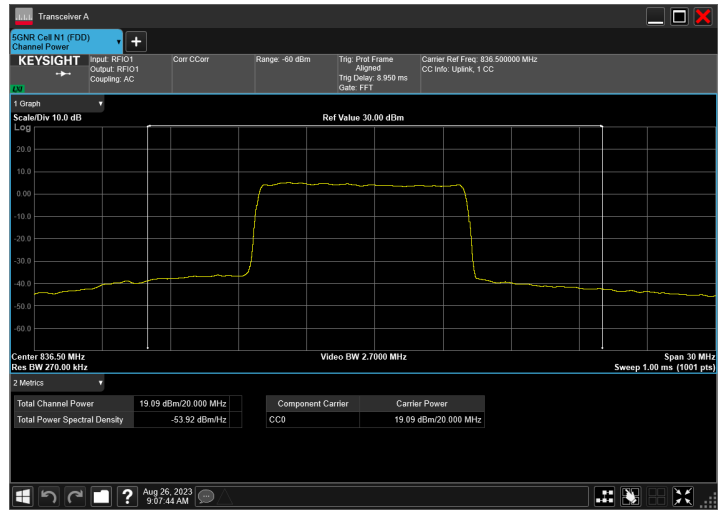 Transceiver A
5GNR Cell N1 (FDD)
Channel Power
KEYSIGHT
LXI
Input: RFIO1
Output: RFIO1
Coupling: AC
Corr CCorr
Range: -60 dBm
Trig: Prot Frame
Aligned
Trig Delay: 8.950 ms
Gate: FFT
Carrier Ref Freq: 836.500000 MHz
CC Info: Uplink, 1 CC
1 Graph
Scale/Div 10.0 dB
Ref Value 30.00 dBm
Log
20.0
10.0
0.00
-10.0
-20.0
-30.0
-40.0
-50.0
-60.0
Center 836.50 MHz
Video BW 2.7000 MHz
Span 30 MHz
Res BW 270.00 kHz
Sweep 1.00 ms (1001 pts)
2 Metrics
Total Channel Power 19.09 dBm/20.000 MHz
Total Power Spectral Density -53.92 dBm/Hz
Component Carrier Carrier Power
CC0 19.09 dBm/20.000 MHz
Aug 26, 2023
9:07:44 AM